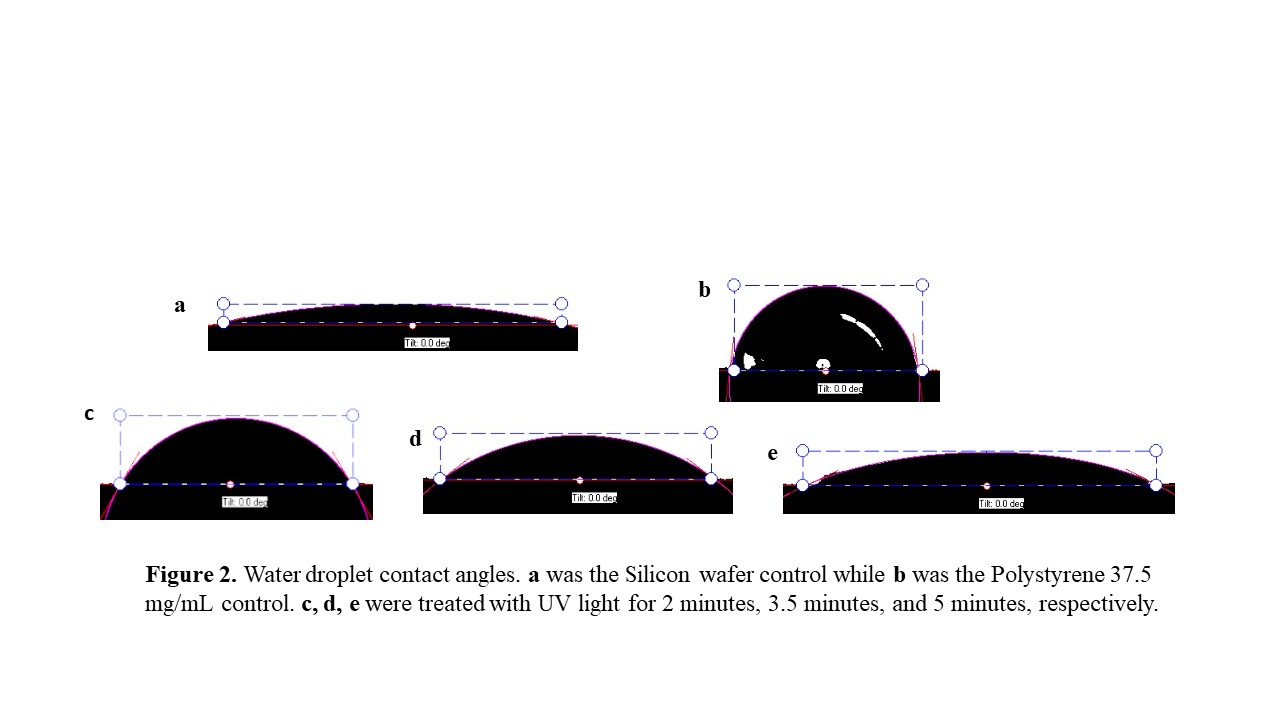 a
Tilt: 0.0 deg
b
Tilt: 0.0 deg
c
Tilt: 0.0 deg
d
Tilt: 0.0 deg
e
Tilt: 0.0 deg
Figure 2. Water droplet contact angles. a was the Silicon wafer control while b was the Polystyrene 37.5
mg/mL control. c, d, e were treated with UV light for 2 minutes, 3.5 minutes, and 5 minutes, respectively.